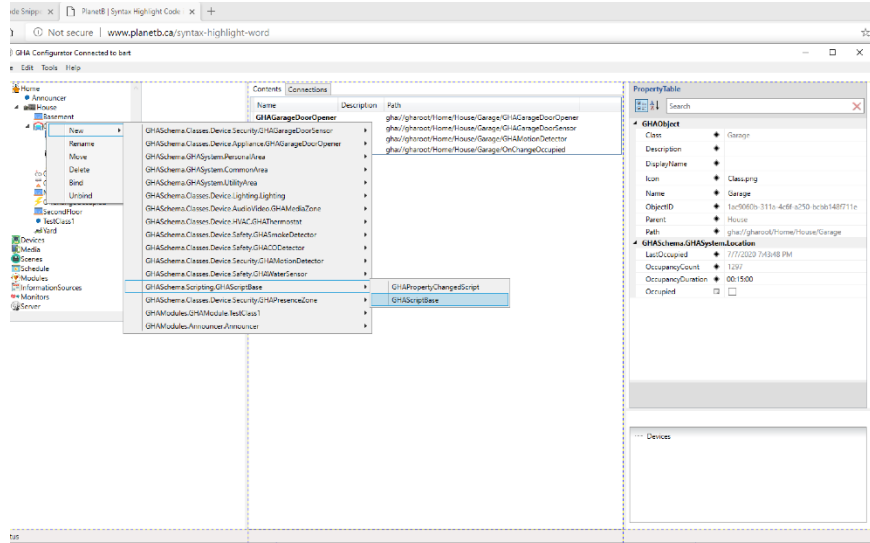 ode Snipp
PlanetB | Syntax Highlight Code i
Not secure | www.planetb.ca/syntax-highlight-word
GHA Configurator Connected to bart
Edit Tools Help
Home
Announcer
House
Basement
SecondFloor
TestClass1
Yard
Devices
Media
Scenes
Schedule
Modules
InformationSources
Monitors
Server
New
Rename
Move
Delete
Bind
Unbind
GHASchema.Classes.Device.Security.GHAGarageDoorSensor
GHASchema.Classes.Device.Appliance.GHAGarageDoorOpener
GHASchema.GHASystem.PersonalArea
GHASchema.GHASystem.CommonArea
GHASchema.GHASystem.UtilityArea
GHASchema.Classes.Device.Lighting.Lighting
GHASchema.Classes.Device.AudioVideo.GHAMediaZone
GHASchema.Classes.Device.HVAC.GHAThermostat
GHASchema.Classes.Device.Safety.GHASmokeDetector
GHASchema.Classes.Device.Safety.GHACODetector
GHASchema.Classes.Device.Security.GHAMotionDetector
GHASchema.Classes.Device.Safety.GHAWaterSensor
GHASchema.Scripting.GHAScriptBase
GHASchema.Classes.Device.Security.GHAPresenceZone
GHAModules.GHAModule.TestClass1
GHAModules.Announcer.Announcer
GHAPropertyChangedScript
GHAScriptBase
Contents Connections
Name Description Path
GHAGarageDoorOpener gha://gharoot/Home/House/Garage/GHAGarageDoorOpener
gha://gharoot/Home/House/Garage/GHAGarageDoorSensor
gha://gharoot/Home/House/Garage/GHAMotionDetector
gha://gharoot/Home/House/Garage/OnChangeOccupied
PropertyTable
Search
GHAObject
Class Garage
Description
DisplayName
Icon Class.png
Name Garage
ObjectID
Parent House
Path gha://gharoot/Home/House/Garage
GHASchema.GHASystem.Location
LastOccupied 7/7/2020 7:43:48 PM
OccupancyCount 1297
OccupancyDuration 00:15:00
Occupied
Devices
tus